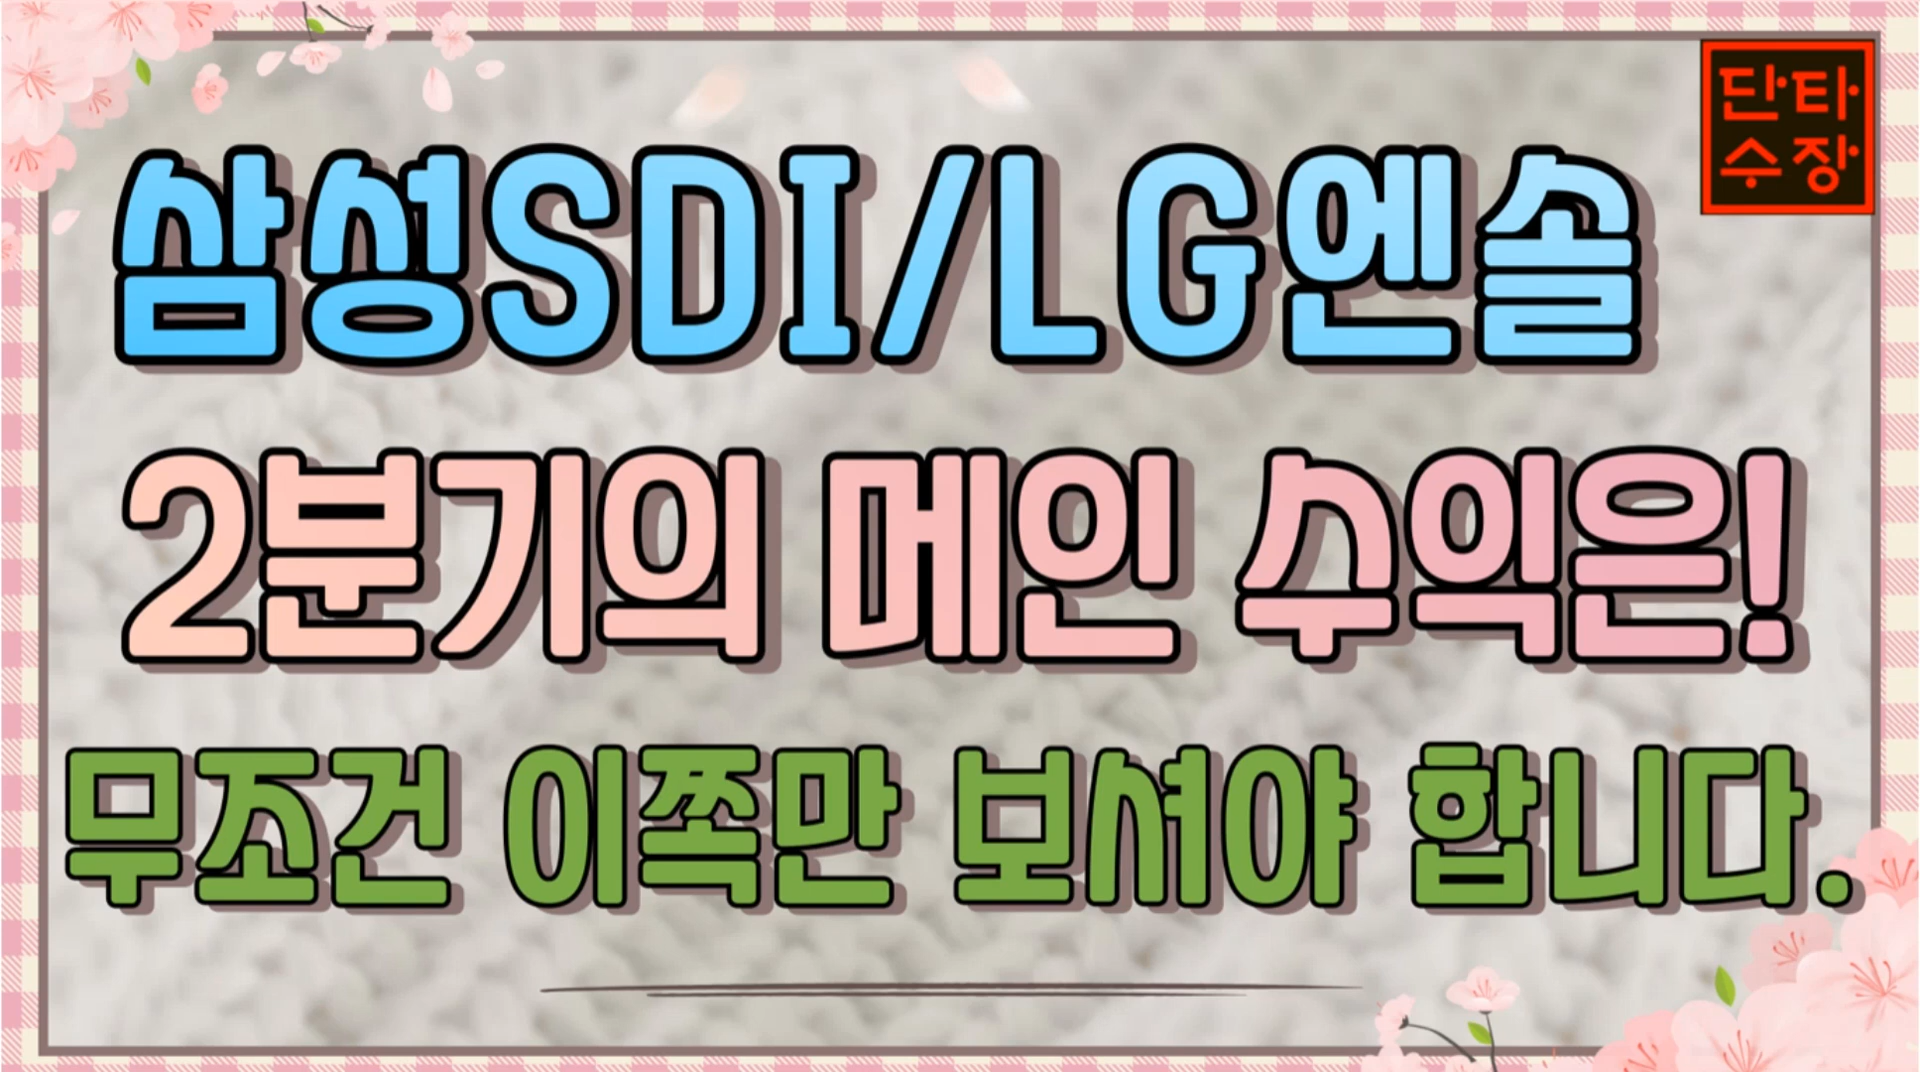 단타
수장
삼성SDI/LG엔솔
2분기의 메인 수익은!
무조건 이쪽만 보셔야 합니다.